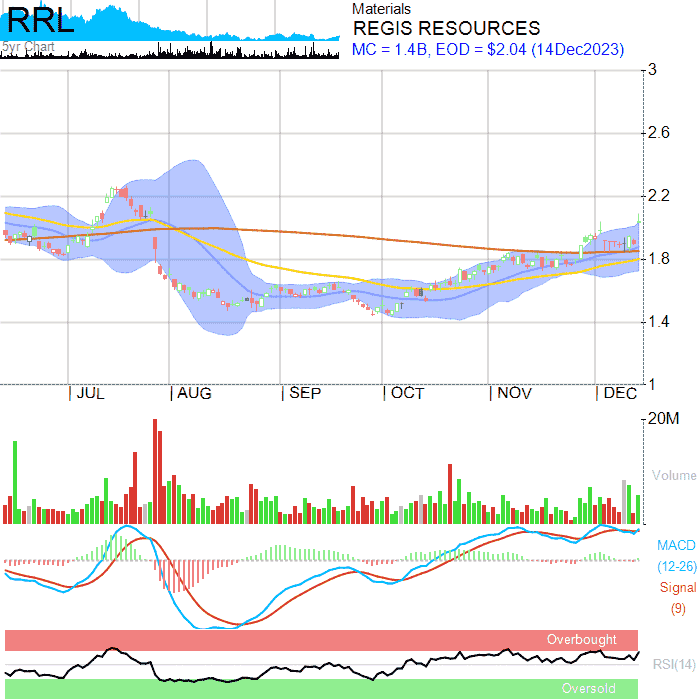 RRL
5yr Chart
Materials
REGIS RESOURCES
MC = 1.4B, EOD = $2.04 (14Dec2023)
3
2.6
2.2
1.8
1.4
1
JUL AUG SEP OCT NOV DEC
20M
Volume
MACD
(12-26)
Signal
(9)
Overbought
RSI(14)
Oversold